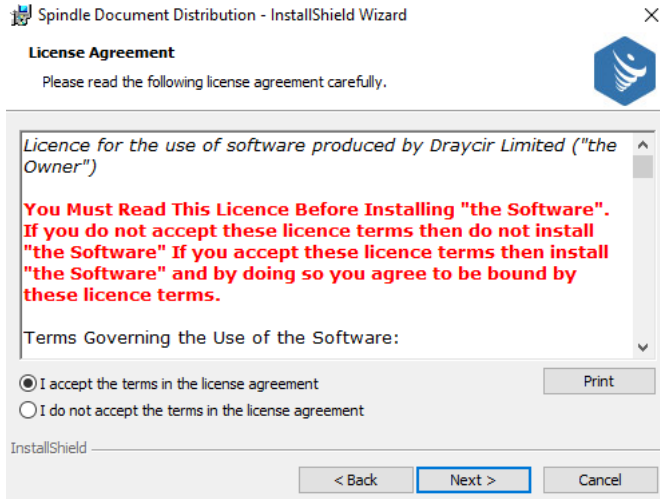 Spindle Document Distribution - InstallShield Wizard
License Agreement
Please read the following license agreement carefully.
Licence for the use of software produced by Draycir Limited ("the
Owner")
You Must Read This Licence Before Installing "the Software".
If you do not accept these licence terms then do not install
"the Software" If you accept these licence terms then install
"the Software" and by doing so you agree to be bound by
these licence terms.
Terms Governing the Use of the Software:
I accept the terms in the license agreement
Print
I do not accept the terms in the license agreement
InstallShield
< Back
Next >
Cancel